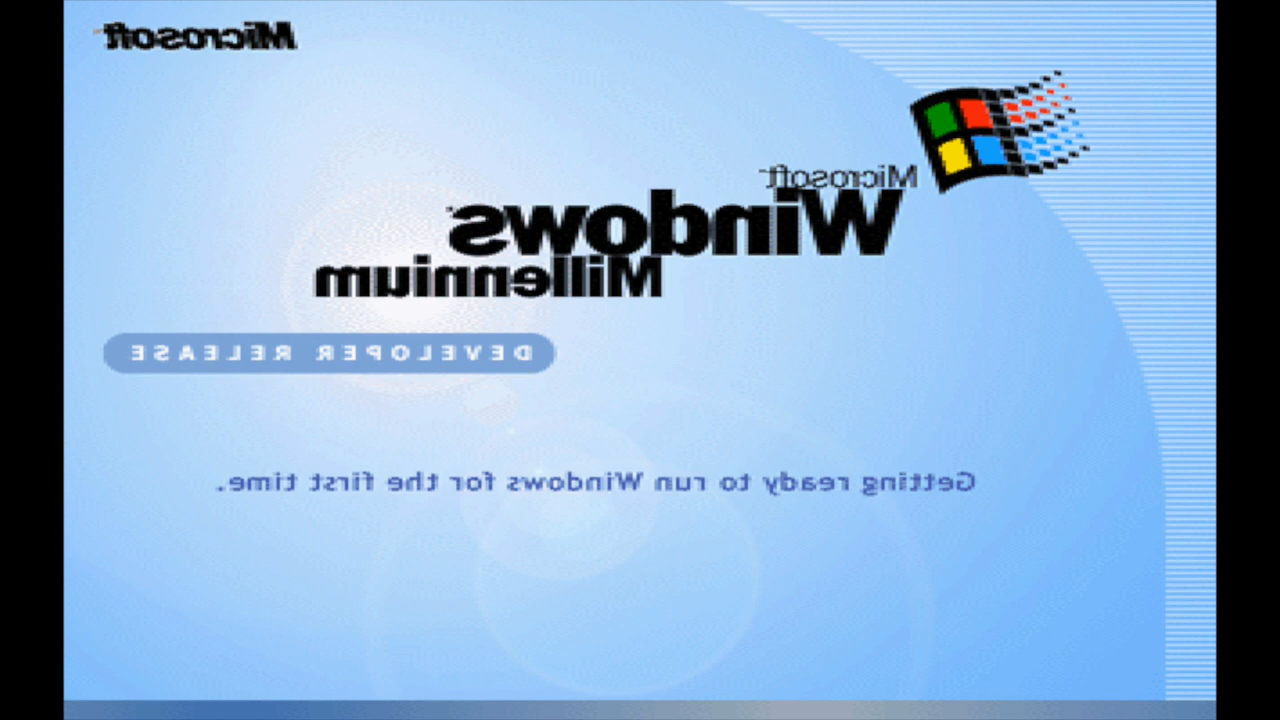 Microsoft
Microsoft
Windows
Millennium
DEVELOPER RELEASE
Getting ready to run Windows for the first time.